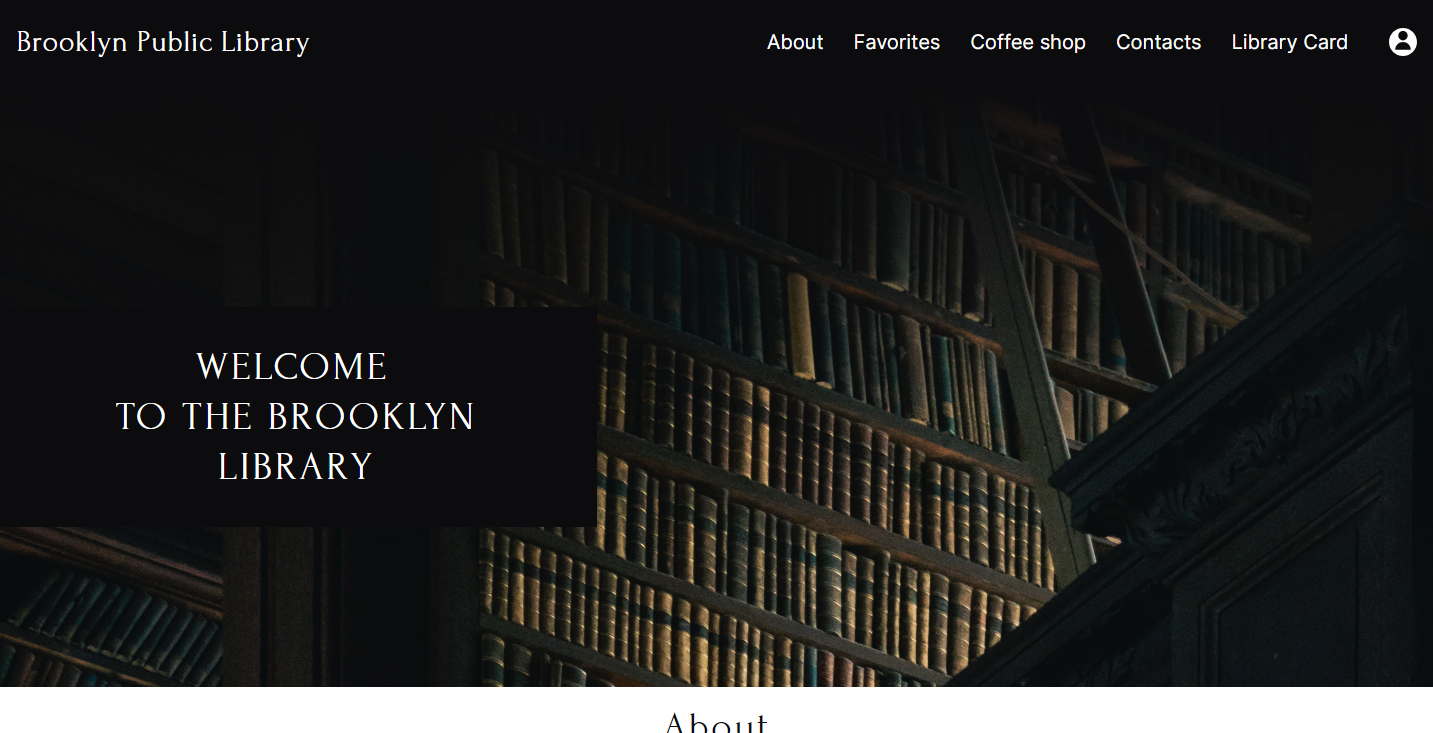 Brooklyn Public Library
About Favorites Coffee shop Contacts Library Card
WELCOME
TO THE BROOKLYN
LIBRARY
About